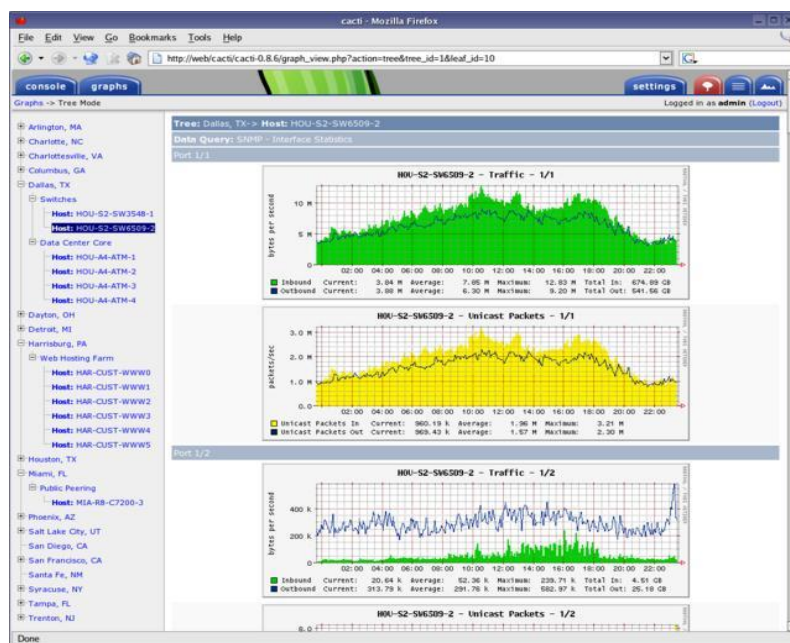 cacti - Mozilla Firefox
File Edit View Go Bookmarks Tools Help
http://web/cacti/cacti-0.8.6/graph_view.php?action=tree&tree_id=1&leaf_id=10
console graphs settings
Graphs -> Tree Mode Logged in as admin (Logout)
Arlington, MA
Charlotte, NC
Charlottesville, VA
Columbus, GA
Dallas, TX
Switches
Host: HOU-S2-SW3548-1
Host: HOU-S2-SW6509-2
Data Center Core
Host: HOU-A4-ATM-1
Host: HOU-A4-ATM-2
Host: HOU-A4-ATM-3
Host: HOU-A4-ATM-4
Dayton, OH
Detroit, MI
Harrisburg, PA
Web Hosting Farm
Host: HAR-CUST-WWW0
Host: HAR-CUST-WWW1
Host: HAR-CUST-WWW2
Host: HAR-CUST-WWW3
Host: HAR-CUST-WWW4
Host: HAR-CUST-WWW5
Houston, TX
Miami, FL
Public Peering
Host: MIA-R8-C7200-3
Phoenix, AZ
Salt Lake City, UT
San Diego, CA
San Francisco, CA
Santa Fe, NM
Syracuse, NY
Tampa, FL
Trenton, NJ
Tree: Dallas, TX-> Host: HOU-S2-SW6509-2
Data Query: SNMP - Interface Statistics
Port 1/1
HOU-S2-SW6509-2 - Traffic - 1/1
bytes per second
10 M
5 M
0
02:00 04:00 06:00 08:00 10:00 12:00 14:00 16:00 18:00 20:00 22:00
Inbound Current: 3.84 M Average: 7.85 M Maximum: 12.83 M Total In: 674.89 GB
Outbound Current: 3.88 M Average: 6.30 M Maximum: 9.20 M Total Out: 541.56 GB
HOU-S2-SW6509-2 - Unicast Packets - 1/1
packets/sec
3.0 M
2.0 M
1.0 M
0.0
02:00 04:00 06:00 08:00 10:00 12:00 14:00 16:00 18:00 20:00 22:00
Unicast Packets In Current: 960.19 k Average: 1.96 M Maximum: 3.21 M
Unicast Packets Out Current: 969.43 k Average: 1.57 M Maximum: 2.30 M
Port 1/2
HOU-S2-SW6509-2 - Traffic - 1/2
bytes per second
400 k
200 k
0
02:00 04:00 06:00 08:00 10:00 12:00 14:00 16:00 18:00 20:00 22:00
Inbound Current: 20.64 k Average: 52.36 k Maximum: 239.71 k Total In: 4.51 GB
Outbound Current: 313.79 k Average: 291.76 k Maximum: 582.97 k Total Out: 25.18 GB
HOU-S2-SW6509-2 - Unicast Packets - 1/2
8.0
Done